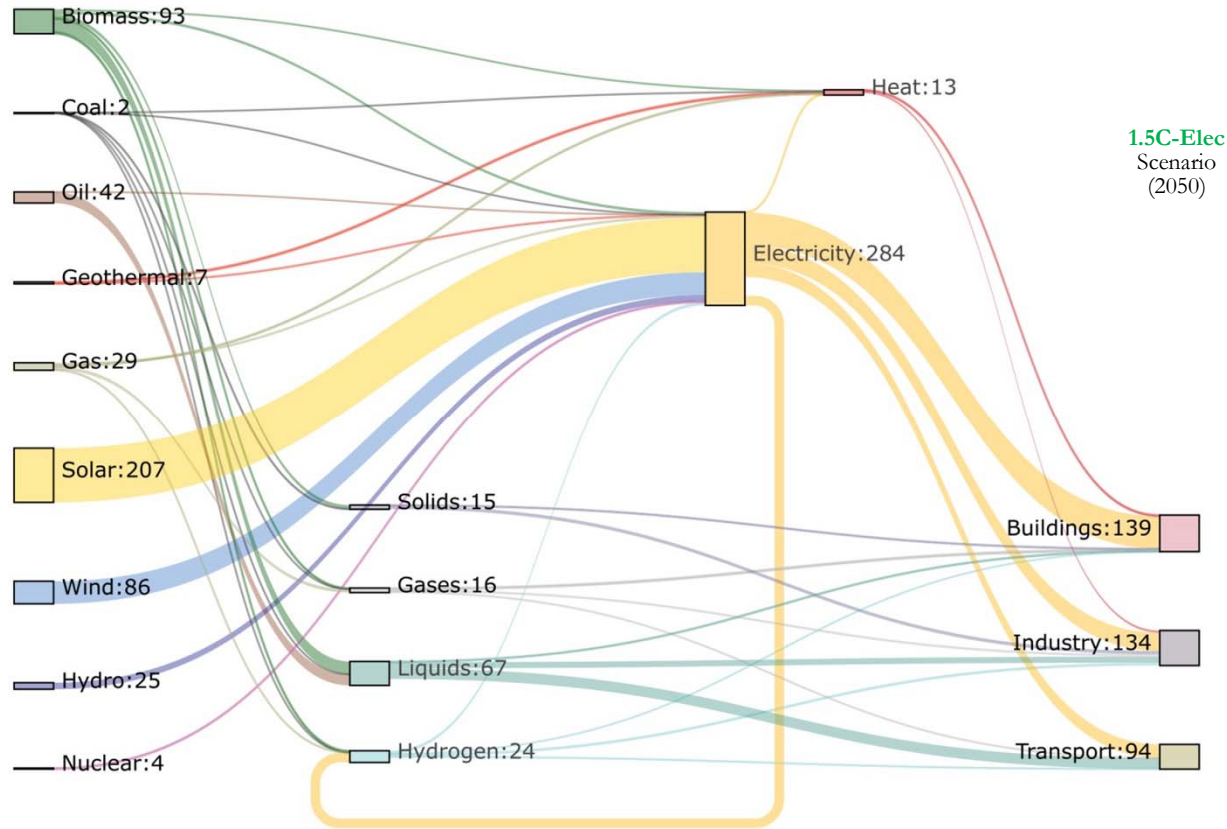 Biomass:93
Coal:2
Oil:42
Geothermal:7
Gas:29
Solar:207
Wind:86
Hydro:25
Nuclear:4
Solids:15
Gases:16
Liquids:67
Hydrogen:24
Heat:13
Electricity:284
1.5C-Elec
Scenario
(2050)
Buildings:139
Industry:134
Transport:94